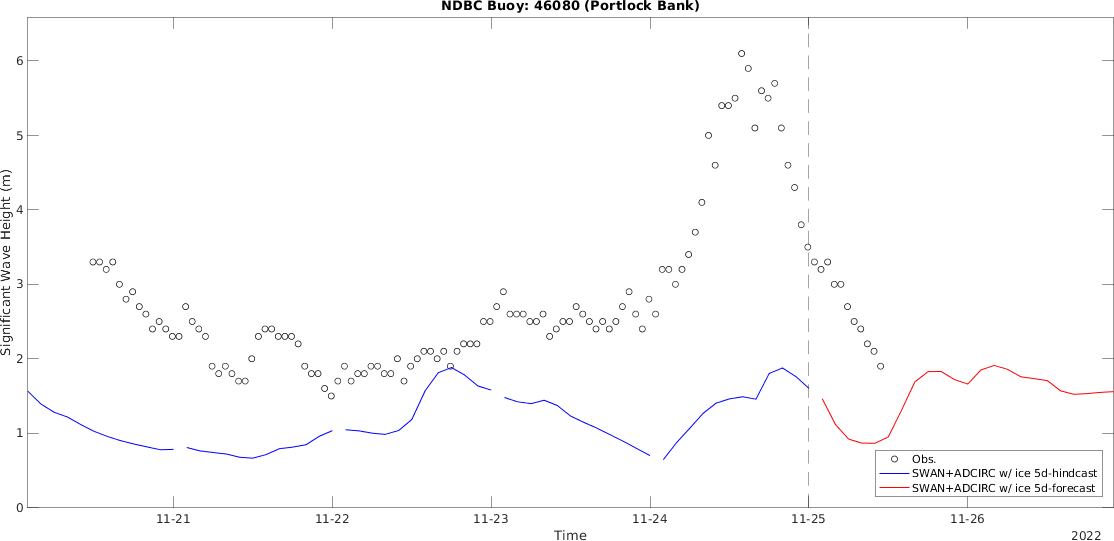 NDBC Buoy: 46080 (Portlock Bank)
Significant Wave Height (m)
6
5
4
3
2
1
0
Obs.
SWAN+ADCIRC w/ ice 5d-hindcast
SWAN+ADCIRC w/ ice 5d-forecast
11-21
11-22
11-23
11-24
11-25
11-26
Time
2022